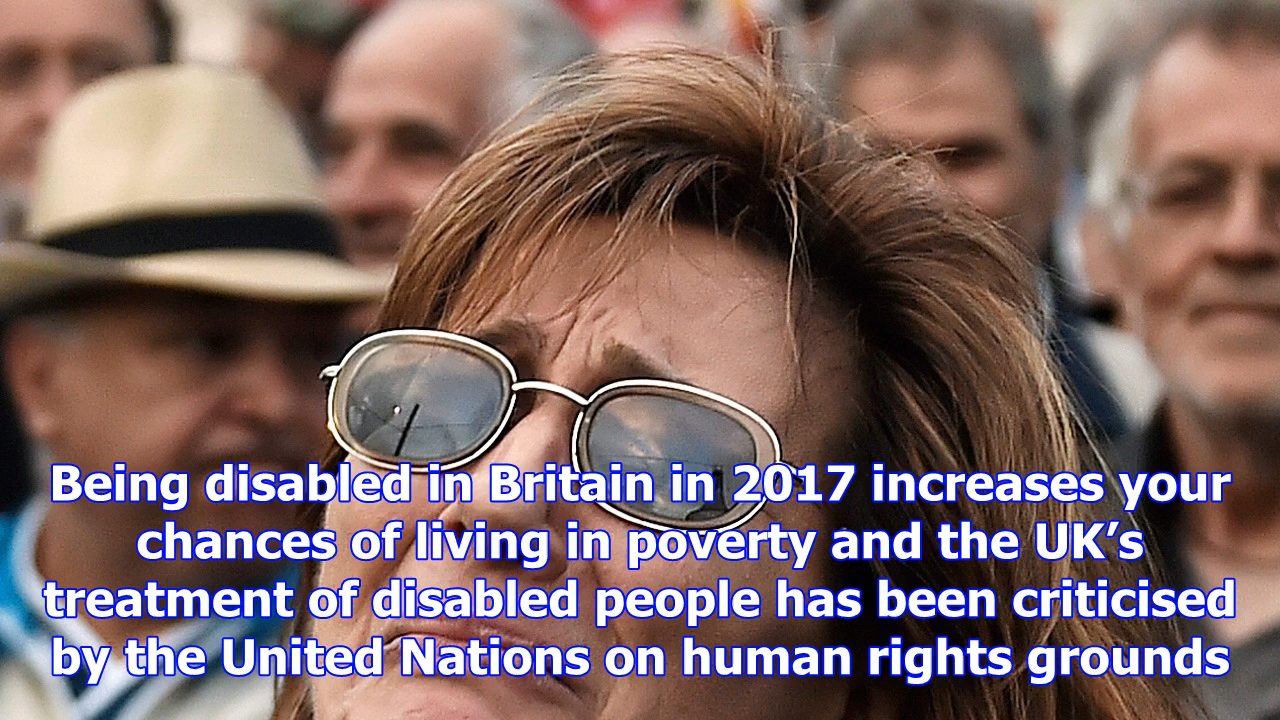 Being disabled in Britain in 2017 increases your
chances of living in poverty and the UK’s
treatment of disabled people has been criticised
by the United Nations on human rights grounds